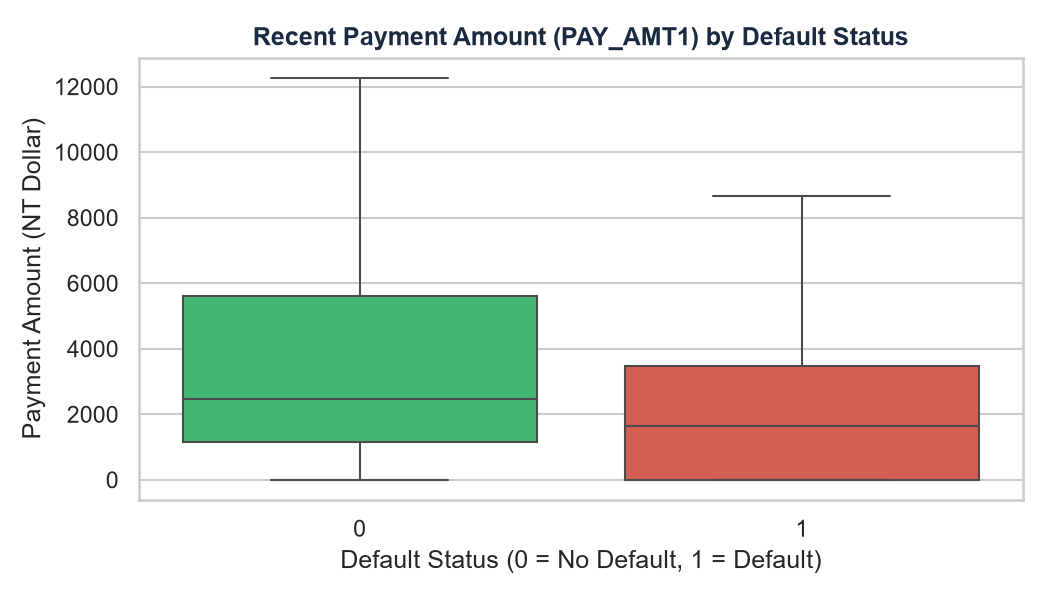 Recent Payment Amount (PAY_AMT1) by Default Status
Payment Amount (NT Dollar)
12000
10000
8000
6000
4000
2000
0
0 1
Default Status (0 = No Default, 1 = Default)